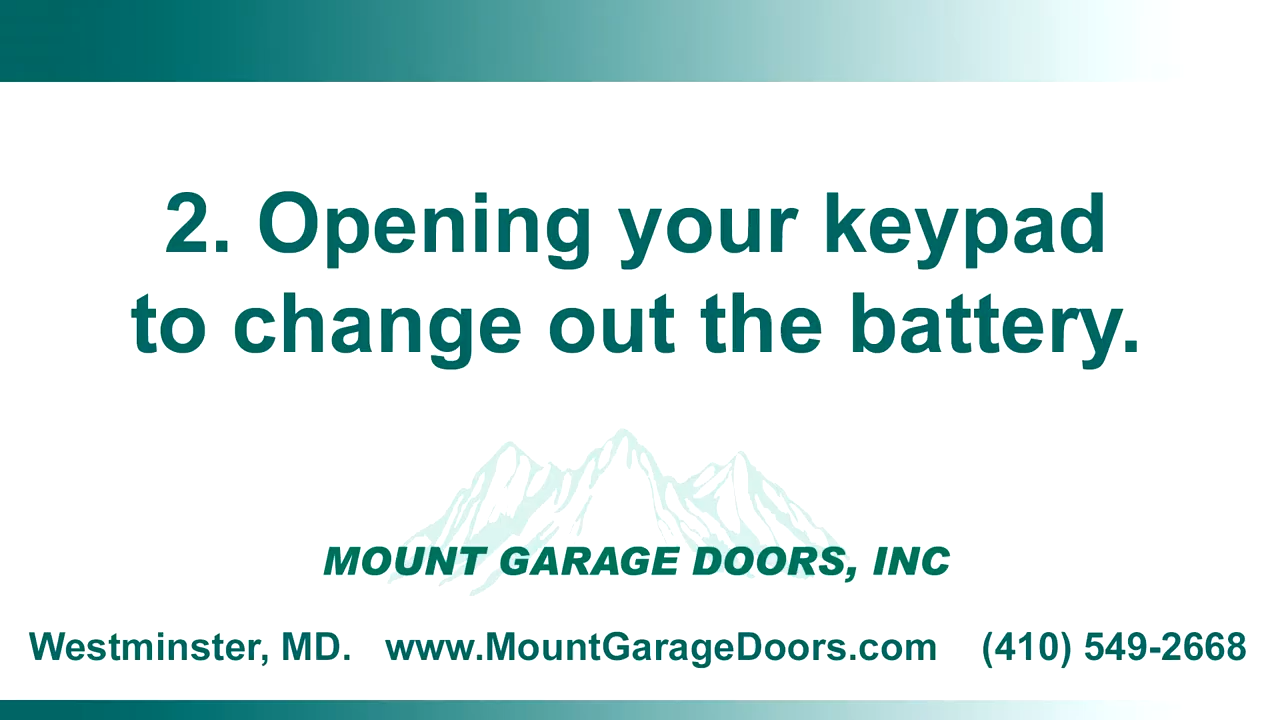 2. Opening your keypad
to change out the battery.
MOUNT GARAGE DOORS, INC
Westminster, MD. www.MountGarageDoors.com (410) 549-2668